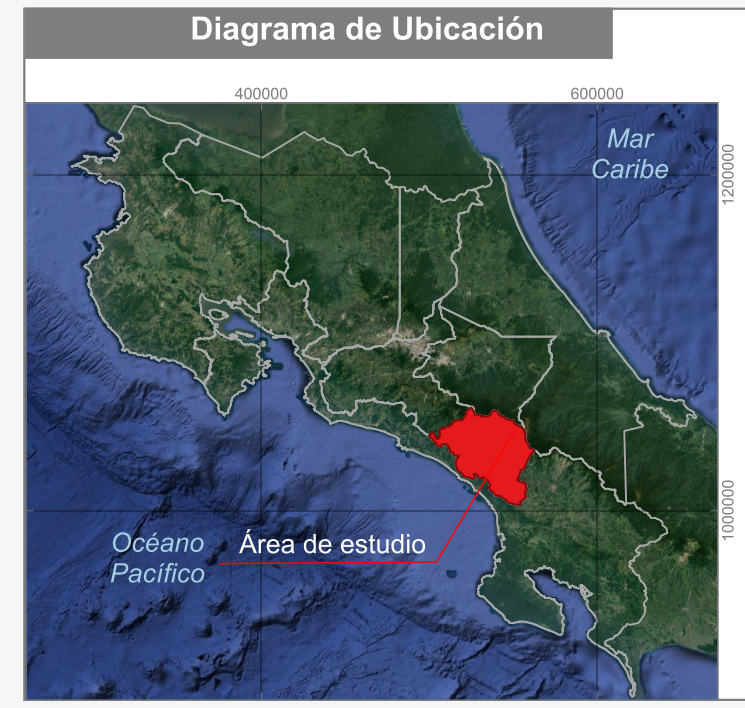 Diagrama de Ubicación
400000
600000
Mar
Caribe
1200000
Océano
Pacífico
Área de estudio
1000000